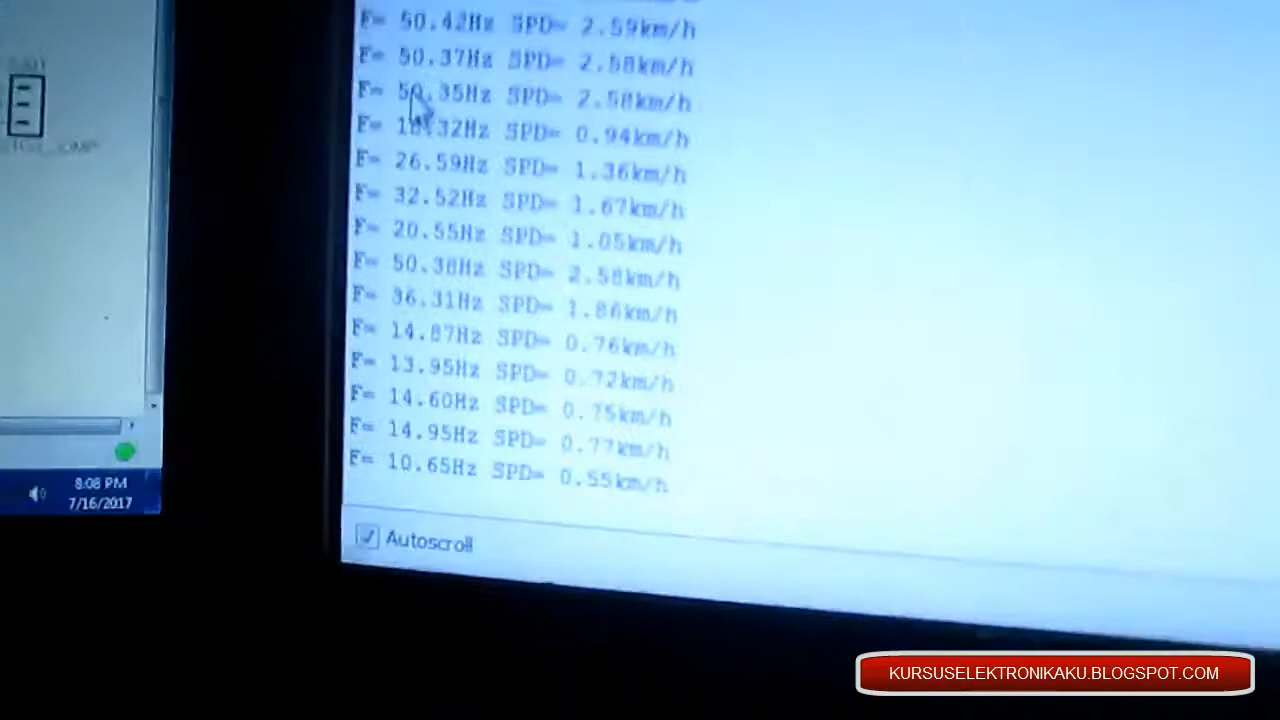 F= 50.42Hz SPD= 2.59km/h
F= 50.37Hz SPD= 2.58km/h
F= 50.35Hz SPD= 2.58km/h
F= 18.32Hz SPD= 0.94km/h
F= 26.59Hz SPD= 1.36km/h
F= 32.52Hz SPD= 1.67km/h
F= 20.55Hz SPD= 1.05km/h
F= 50.38Hz SPD= 2.58km/h
F= 36.31Hz SPD= 1.86km/h
F= 14.87Hz SPD= 0.76km/h
F= 13.95Hz SPD= 0.72km/h
F= 14.60Hz SPD= 0.75km/h
F= 14.95Hz SPD= 0.77km/h
F= 10.65Hz SPD= 0.55km/h
Autoscroll
8:08 PM
7/16/2017
KURSUSELEKTRONIKAKU.BLOGSPOT.COM